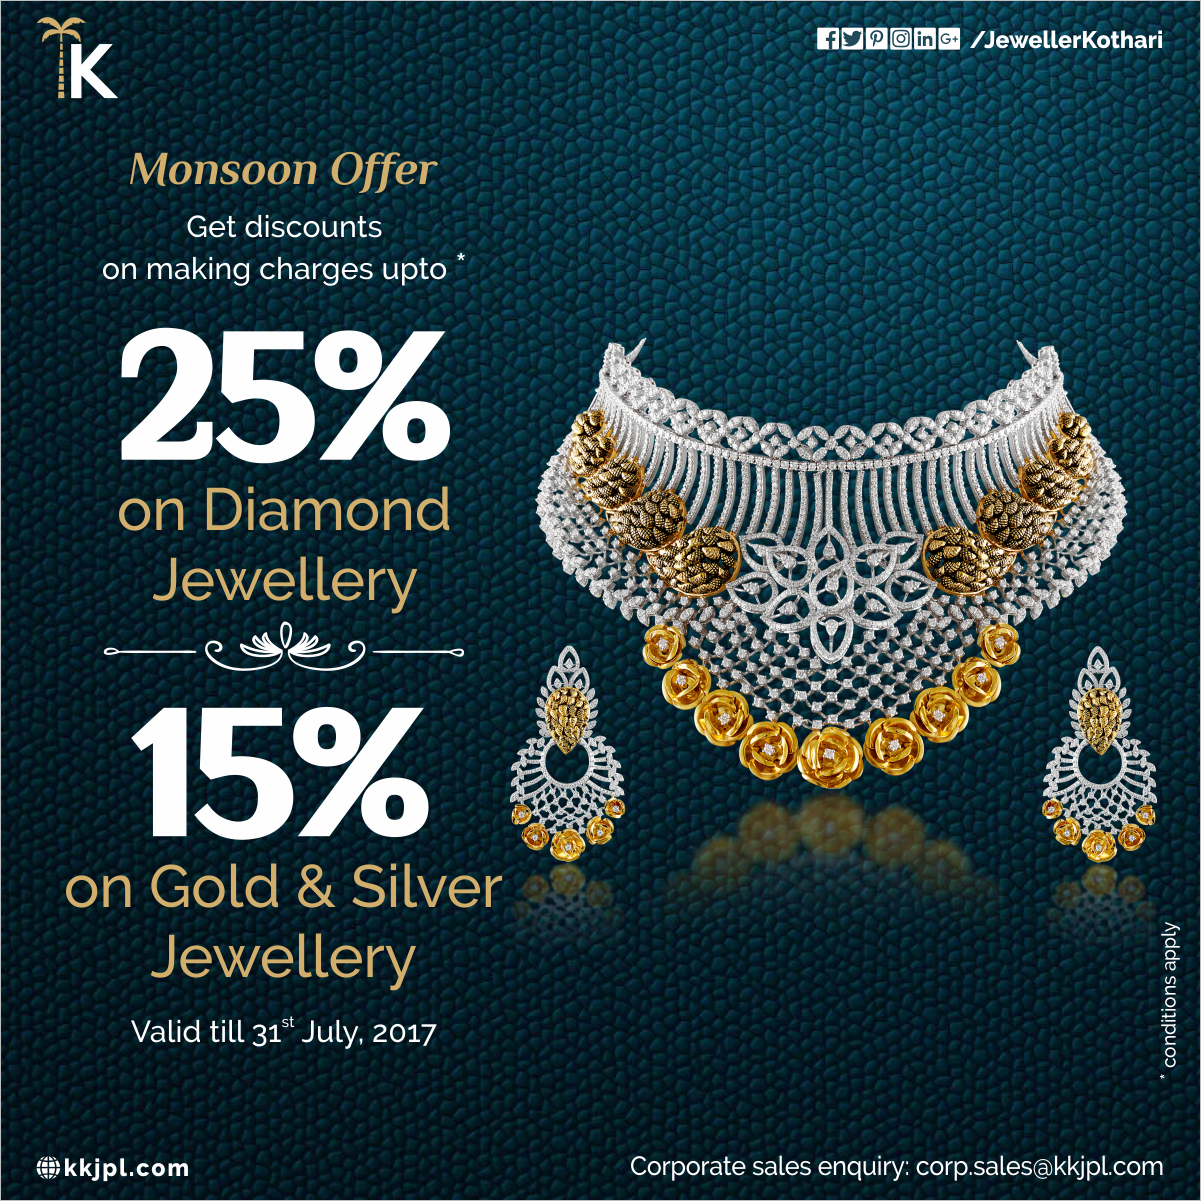 K
/JewellerKothari
Monsoon Offer
Get discounts
on making charges upto *
25%
on Diamond
Jewellery
15%
on Gold & Silver
Jewellery
Valid till 31st July, 2017
* conditions apply
kkjpl.com
Corporate sales enquiry: corp.sales@kkjpl.com